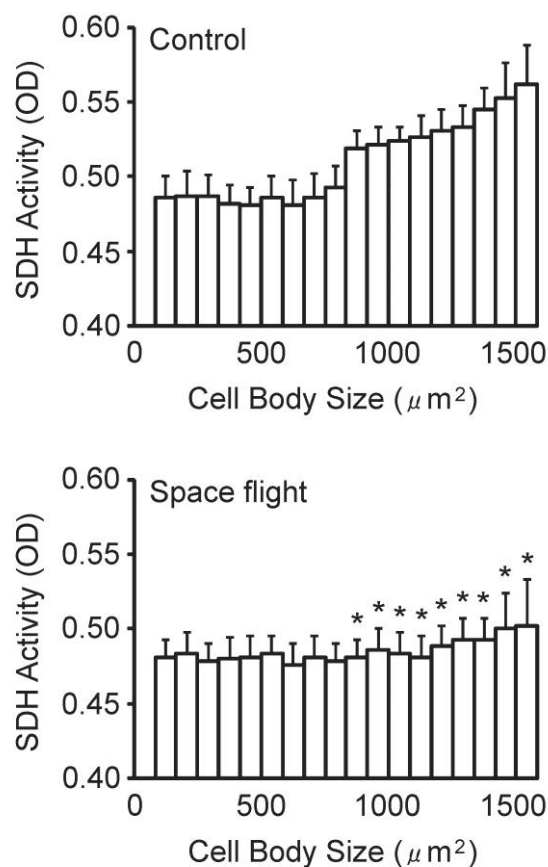 0.60
Control
0.55
0.50
0.45
0.40
SDH Activity (OD)
0 500 1000 1500
Cell Body Size (μm²)
0.60
Space flight
0.55
* * * * * * * * *
0.50
0.45
0.40
SDH Activity (OD)
0 500 1000 1500
Cell Body Size (μm²)